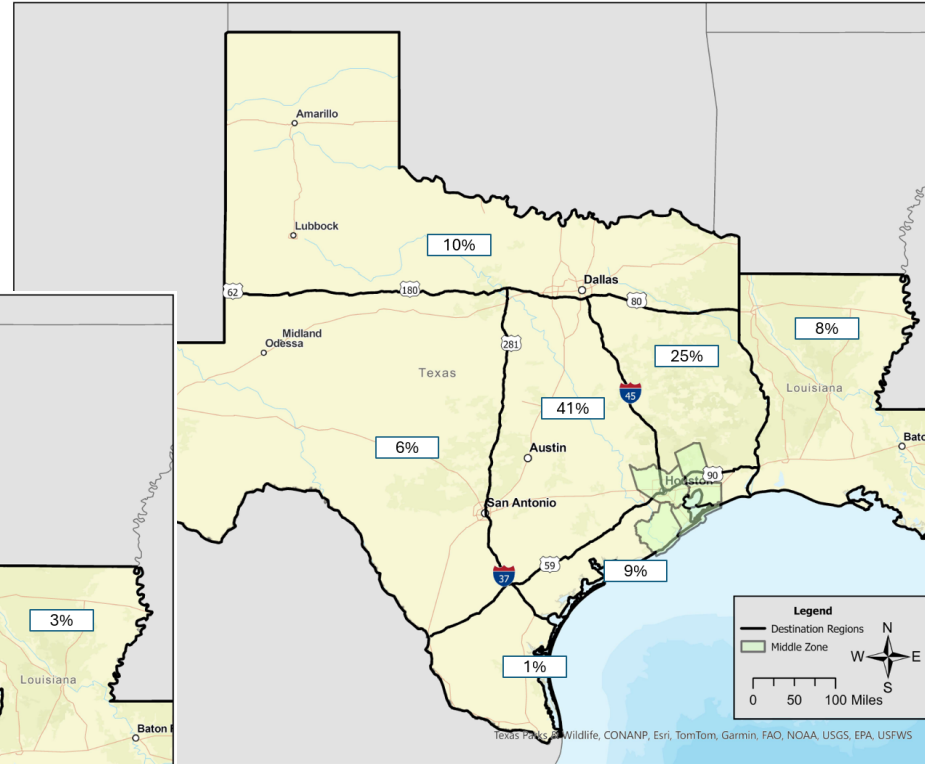 Amarillo
Lubbock
10%
Dallas
62
180
80
Midland
Odessa
281
8%
25%
Texas
45
Louisiana
41%
6%
Austin
Bato
90
Houston
San Antonio
59
37
9%
3%
Louisiana
1%
Baton R
Legend
Destination Regions
Middle Zone
N
W E
S
0 50 100 Miles
Texas Parks & Wildlife, CONANP, Esri, TomTom, Garmin, FAO, NOAA, USGS, EPA, USFWS